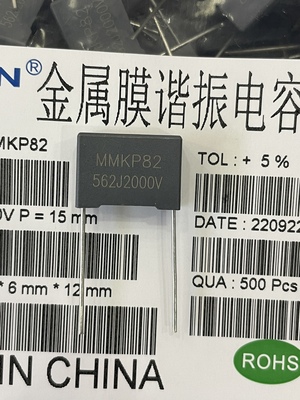 N®
金属膜谐振电容
MMKP82
TOL : + 5 %
MMKP82
562J2000V
0V P = 15 mm
DATE : 220922
* 6 mm * 12 mm
QUA : 500 Pcs
IN CHINA
ROHS